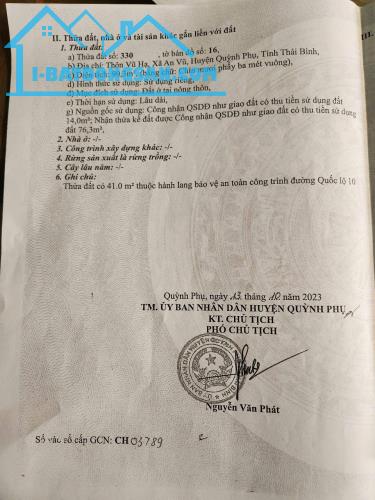 II. Thửa đất, nhà ở và tài sản khác gắn liền với đất
1. Thửa đất:
a) Thửa đất số: 330, tờ bản đồ số: 16,
b) Địa chỉ: Thôn Vũ Hạ, Xã An Vũ, Huyện Quỳnh Phụ, Tỉnh Thái Bình,
I-BA
phẩy ba mét vuông),
d) Hình thức sử dụng: Sử dụng riêng,
đ) Mục đích sử dụng: Đất ở tại nông thôn,
e) Thời hạn sử dụng: Lâu dài,
g) Nguồn gốc sử dụng: Công nhận QSDĐ như giao đất có thu tiền sử dụng đất
14,0m²; Nhận thừa kế đất được Công nhận QSDĐ như giao đất có thu tiền sử dụng
đất 76,3m².
2. Nhà ở: -/-
3. Công trình xây dựng khác: -/-
4. Rừng sản xuất là rừng trồng: -/-
5. Cây lâu năm: -/-
6. Ghi chú:
Thửa đất có 41.0 m² thuộc hành lang bảo vệ an toàn công trình đường Quốc lộ 10
Quỳnh Phụ, ngày 13 tháng 12 năm 2023
TM. ỦY BAN NHÂN DÂN HUYỆN QUỲNH PHỤ
KT. CHỦ TỊCH
PHÓ CHỦ TỊCH
Nguyễn Văn Phát
Số vào sổ cấp GCN: CH 03789